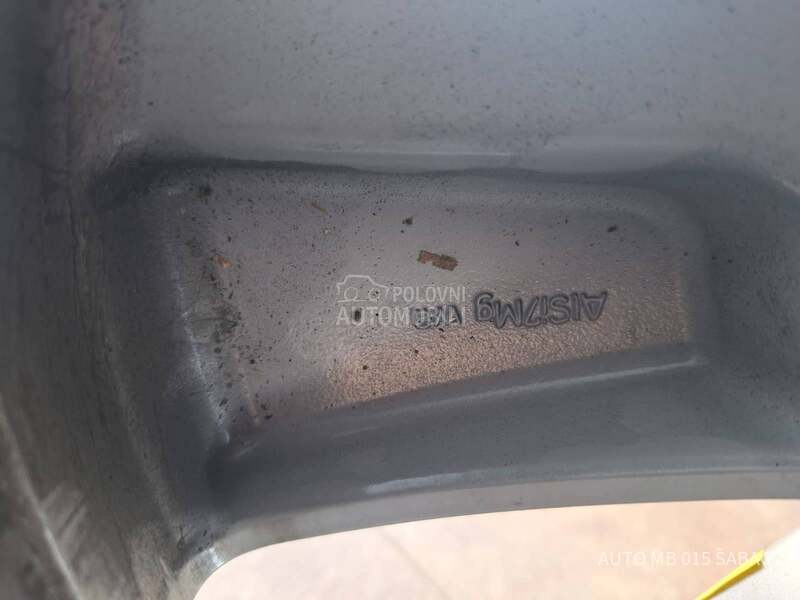 AlSi7Mg
POLOVNI
AUTOMOBILI
AUTO MB 015 ŠABAC